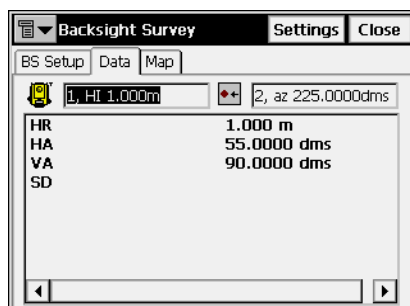 Backsight Survey Settings Close
BS Setup Data Map
1, HI 1.000m 2, az 225.0000dms
HR 1.000 m
HA 55.0000 dms
VA 90.0000 dms
SD